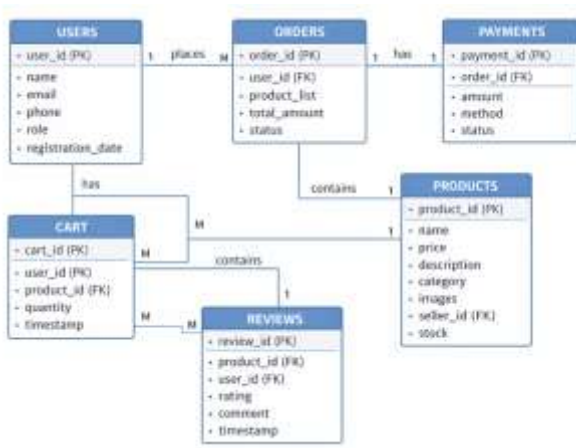 USERS
- user_id (PK)
- name
- email
- phone
- role
- registration_date
1 places M
ORDERS
- order_id (PK)
- user_id (FK)
- product_list
- total_amount
- status
1 has 1
PAYMENTS
- payment_id (PK)
- order_id (FK)
- amount
- method
- status
has
contains
1
M
1
CART
- cart_id (PK)
- user_id (PK)
- product_id (FK)
- quantity
- timestamp
M
contains
1
M
M
PRODUCTS
- product_id (PK)
- name
- price
- description
- category
- images
- seller_id (FK)
- stock
REVIEWS
- review_id (PK)
- product_id (FK)
- user_id (FK)
- rating
- comment
- timestamp